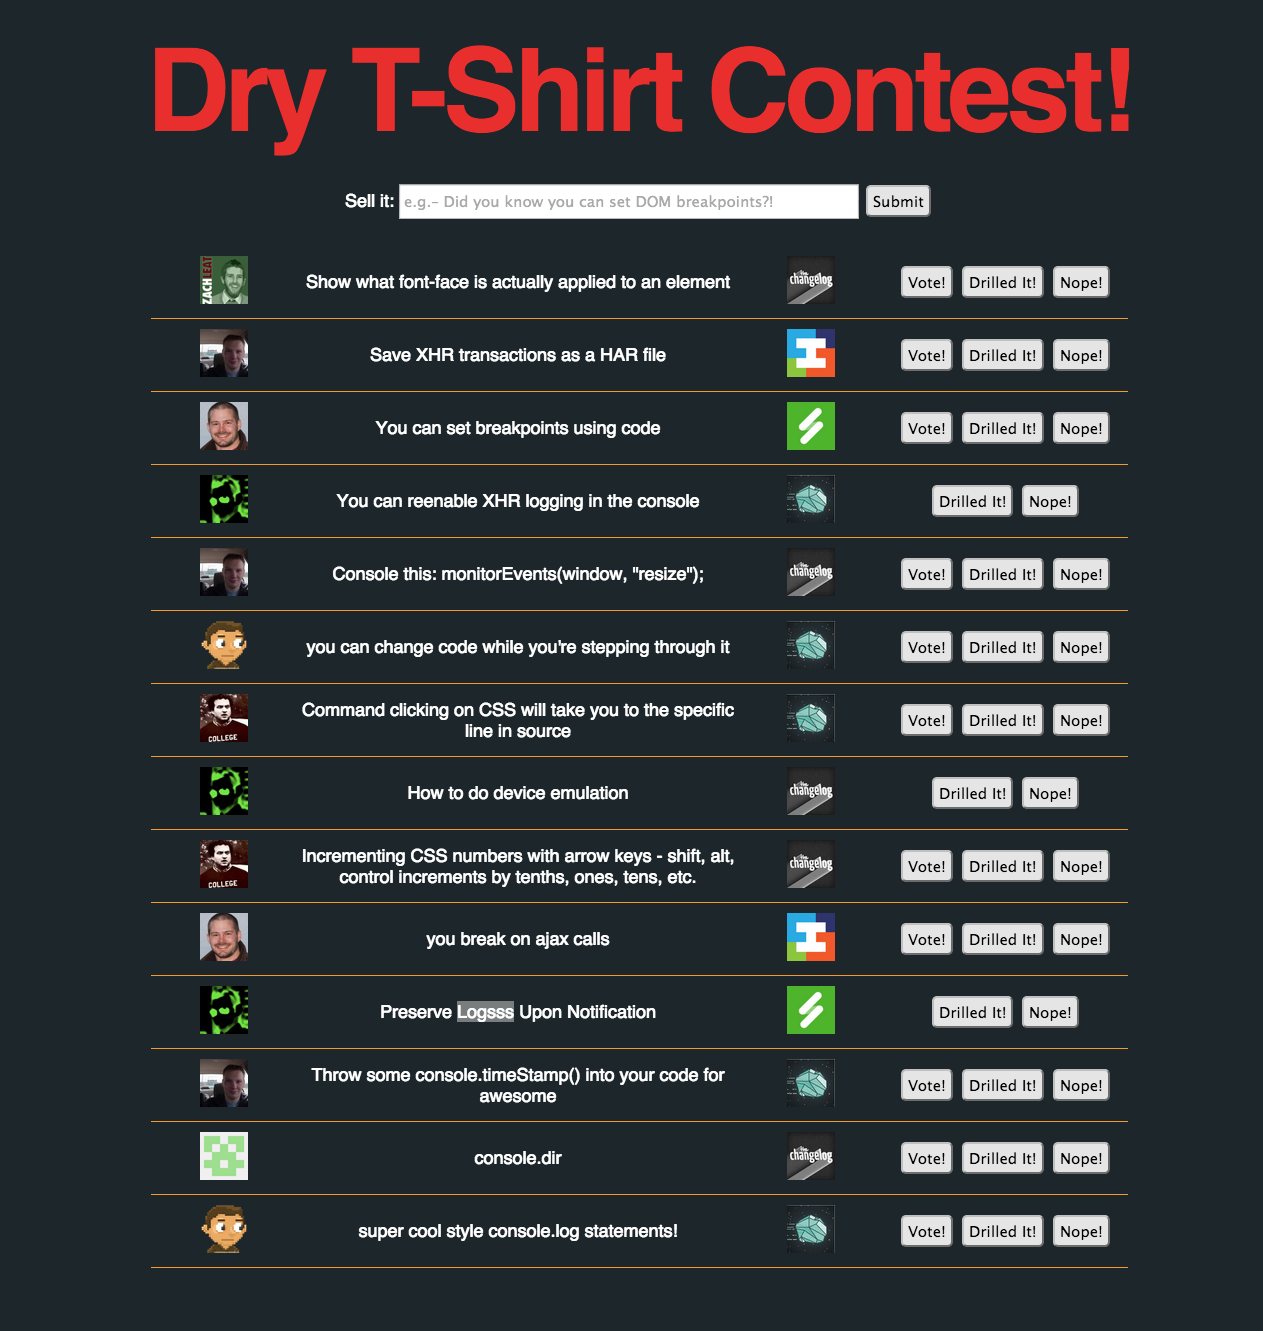 Dry T-Shirt Contest!
Sell it: e.g.- Did you know you can set DOM breakpoints?! Submit
ZACH LEAT Show what font-face is actually applied to an element the changelog Vote! Drilled It! Nope!
Save XHR transactions as a HAR file Vote! Drilled It! Nope!
You can set breakpoints using code Vote! Drilled It! Nope!
You can reenable XHR logging in the console Drilled It! Nope!
Console this: monitorEvents(window, "resize"); the changelog Vote! Drilled It! Nope!
you can change code while you're stepping through it Vote! Drilled It! Nope!
Command clicking on CSS will take you to the specific
line in source
COLLEGE Vote! Drilled It! Nope!
How to do device emulation the changelog Drilled It! Nope!
Incrementing CSS numbers with arrow keys - shift, alt,
control increments by tenths, ones, tens, etc.
COLLEGE the changelog Vote! Drilled It! Nope!
you break on ajax calls Vote! Drilled It! Nope!
Preserve Logsss Upon Notification Drilled It! Nope!
Throw some console.timeStamp() into your code for
awesome
Vote! Drilled It! Nope!
console.dir the changelog Vote! Drilled It! Nope!
super cool style console.log statements! Vote! Drilled It! Nope!